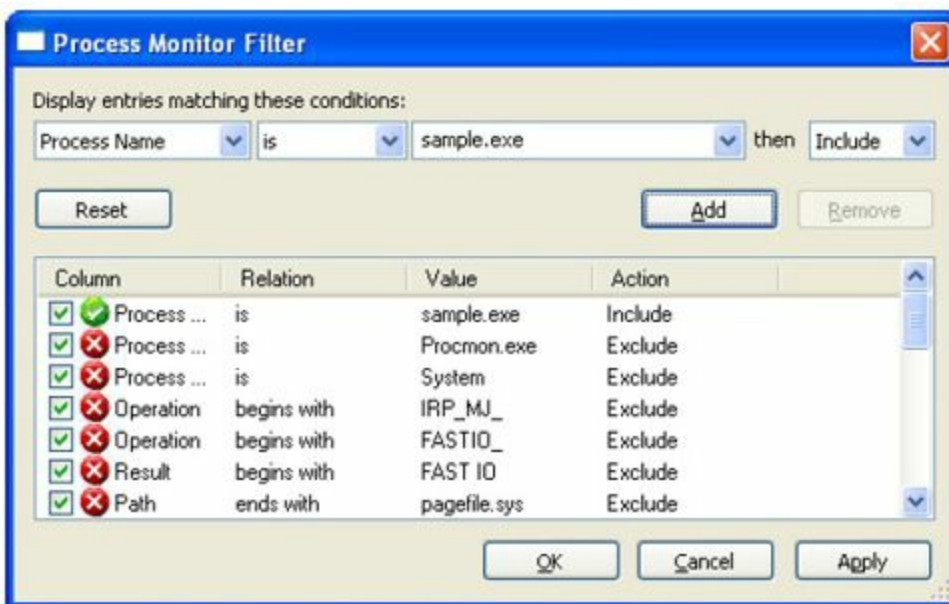 Process Monitor Filter
Display entries matching these conditions:
Process Name is sample.exe then Include
Reset Add Remove
Column Relation Value Action
Process ... is sample.exe Include
Process ... is Procmon.exe Exclude
Process ... is System Exclude
Operation begins with IRP_MJ_ Exclude
Operation begins with FASTIO_ Exclude
Result begins with FAST IO Exclude
Path ends with pagefile.sys Exclude
OK Cancel Apply